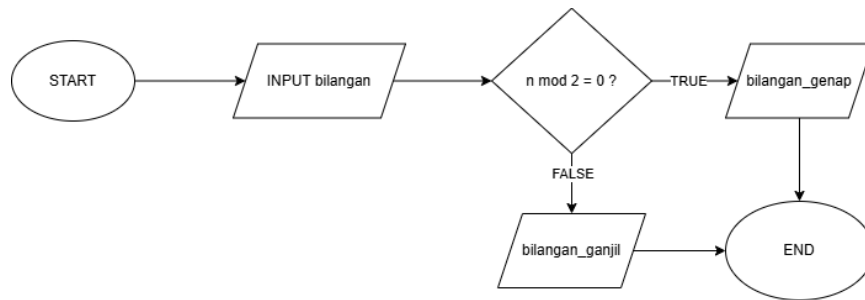 START
INPUT bilangan
n mod 2 = 0 ?
TRUE
bilangan_genap
FALSE
bilangan_ganjil
END